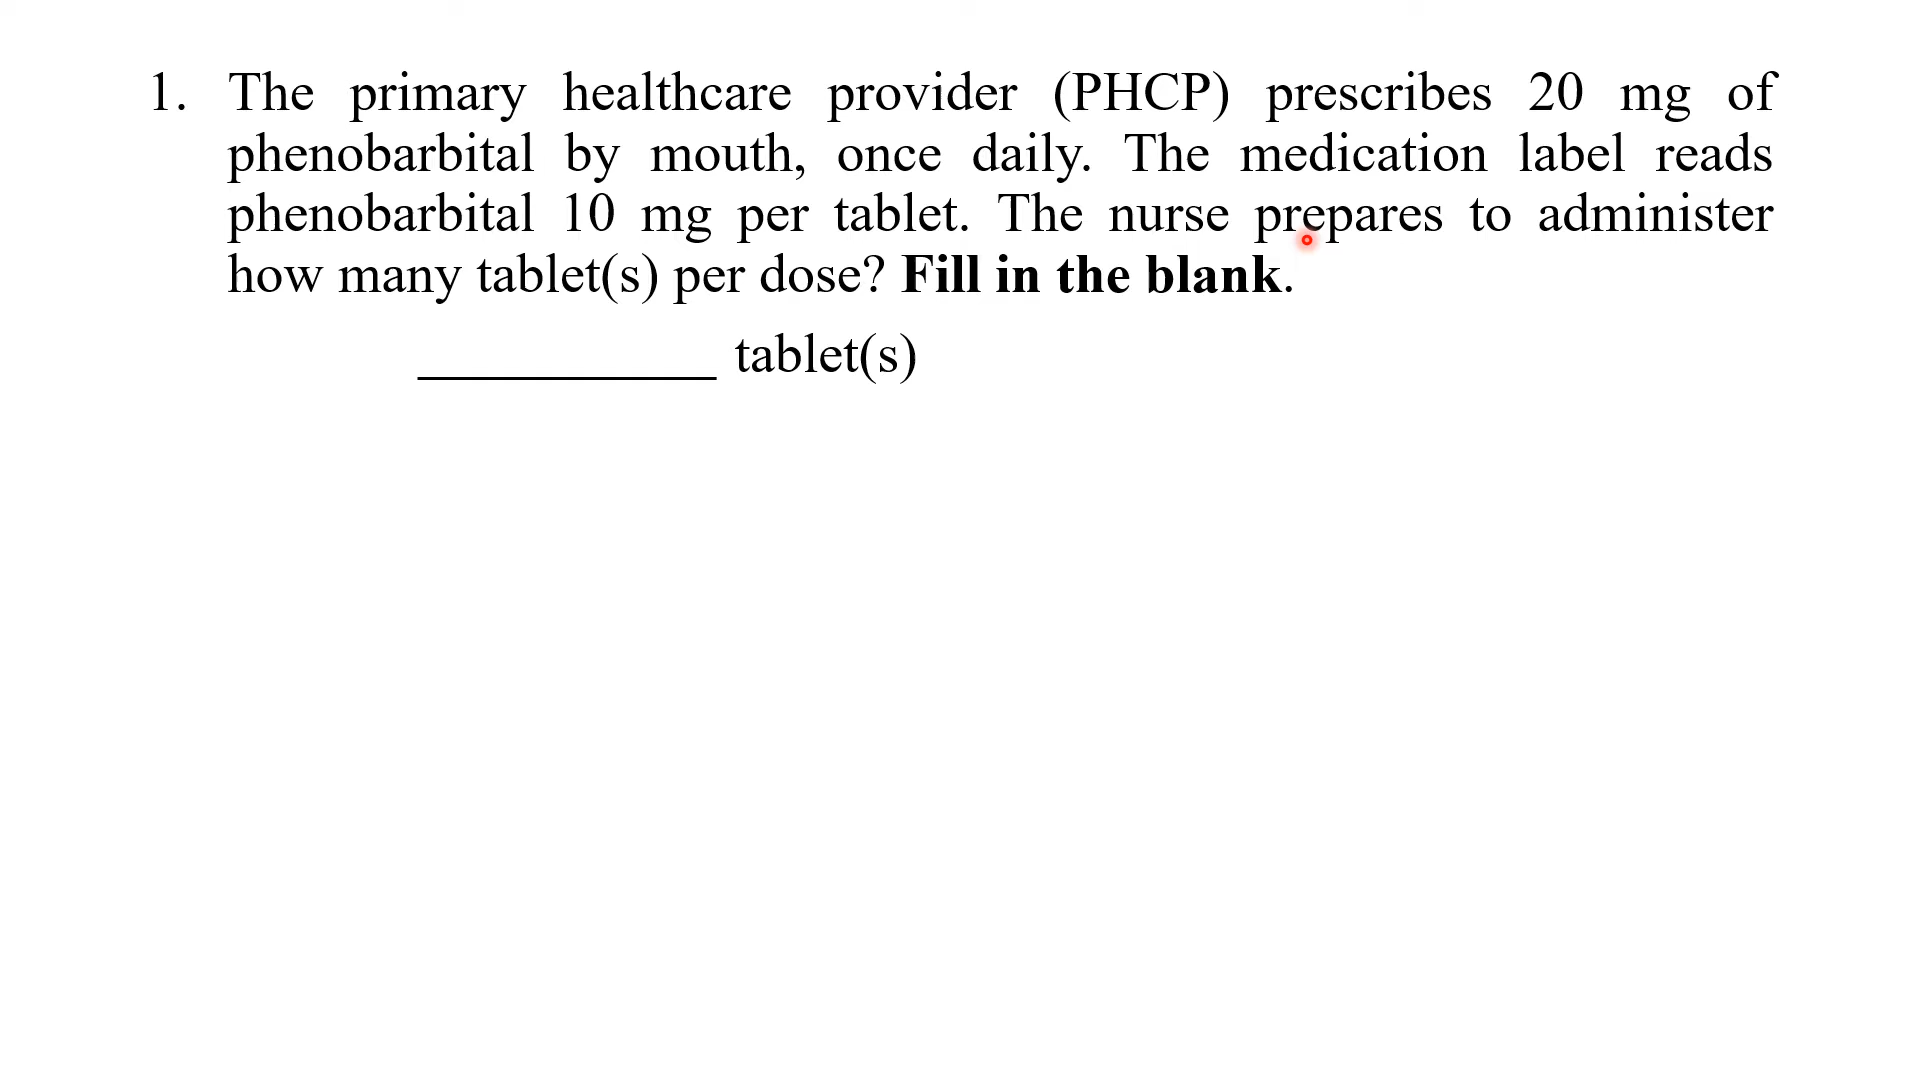 1. The primary healthcare provider (PHCP) prescribes 20 mg of
phenobarbital by mouth, once daily. The medication label reads
phenobarbital 10 mg per tablet. The nurse prepares to administer
how many tablet(s) per dose? Fill in the blank.
___________ tablet(s)